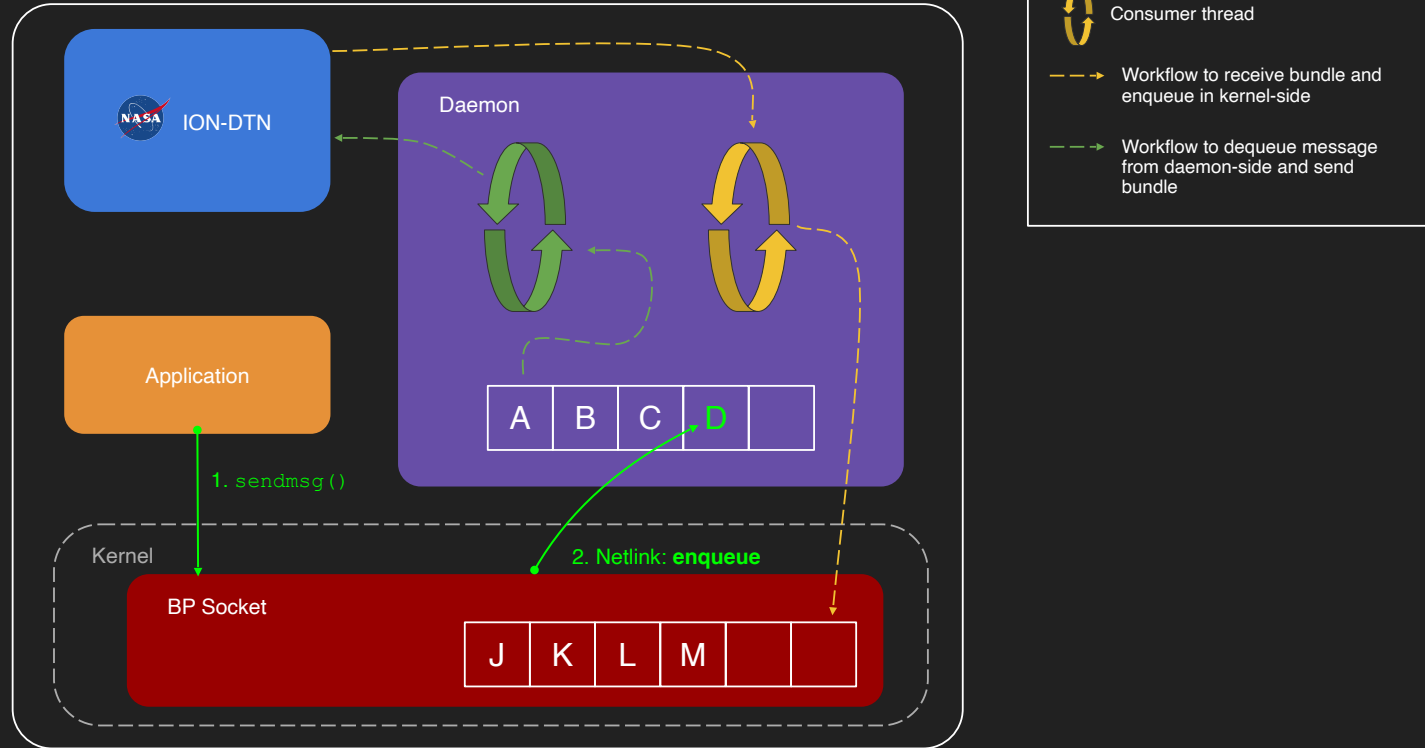 Consumer thread
Workflow to receive bundle and
enqueue in kernel-side
Workflow to dequeue message
from daemon-side and send
bundle
NASA
ION-DTN
Daemon
Application
A B C D
1. sendmsg()
Kernel
2. Netlink: enqueue
BP Socket
J K L M